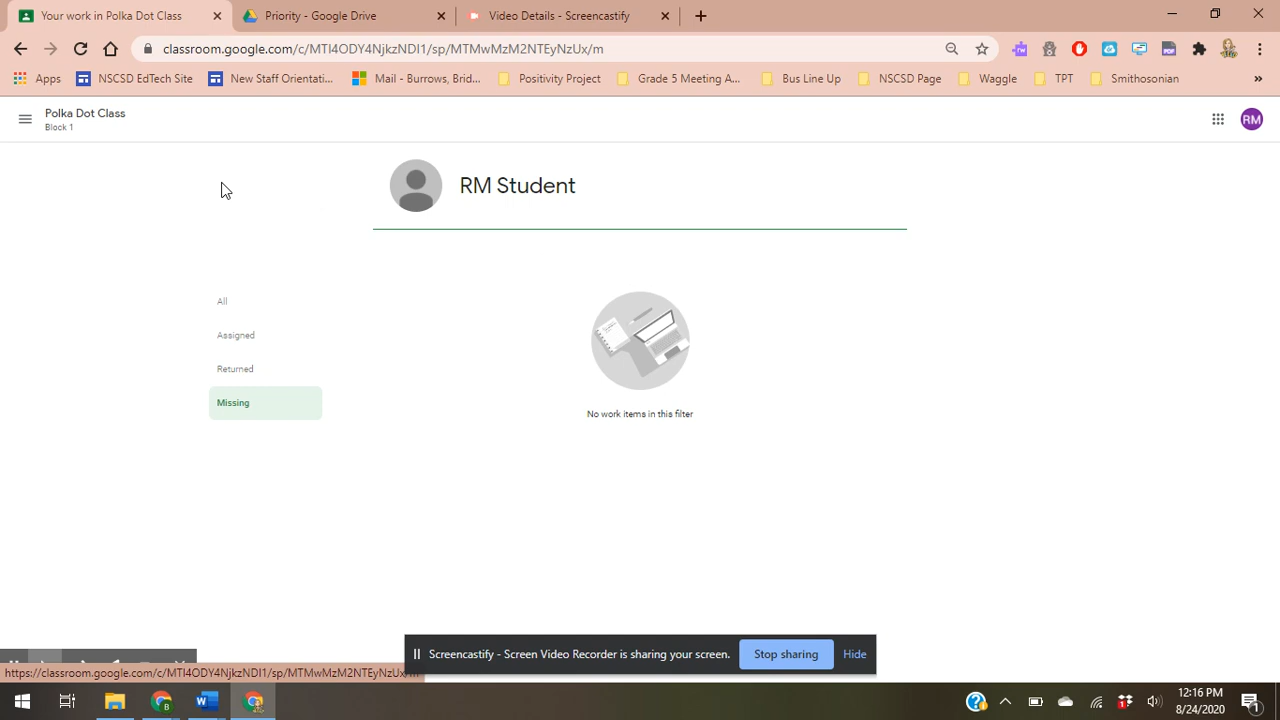 Your work in Polka Dot Class
Priority - Google Drive
Video Details - Screencastify
classroom.google.com/c/MTI4ODY4NjkzNDI1/sp/MTMwMzM2NTEyNzUx/m
Apps
NSCSD EdTech Site
New Staff Orientati...
Mail - Burrows, Brid...
Positivity Project
Grade 5 Meeting A...
Bus Line Up
NSCSD Page
Waggle
TPT
Smithosonian
»
Polka Dot Class
Block 1
RM
RM Student
All
Assigned
Returned
Missing
No work items in this filter
Screencastify - Screen Video Recorder is sharing your screen.
Stop sharing
Hide
https://classroom.google.com/c/MTI4ODY4NjkzNDI1/sp/MTMwMzM2NTEyNzUx/m
12:16 PM
8/24/2020
1